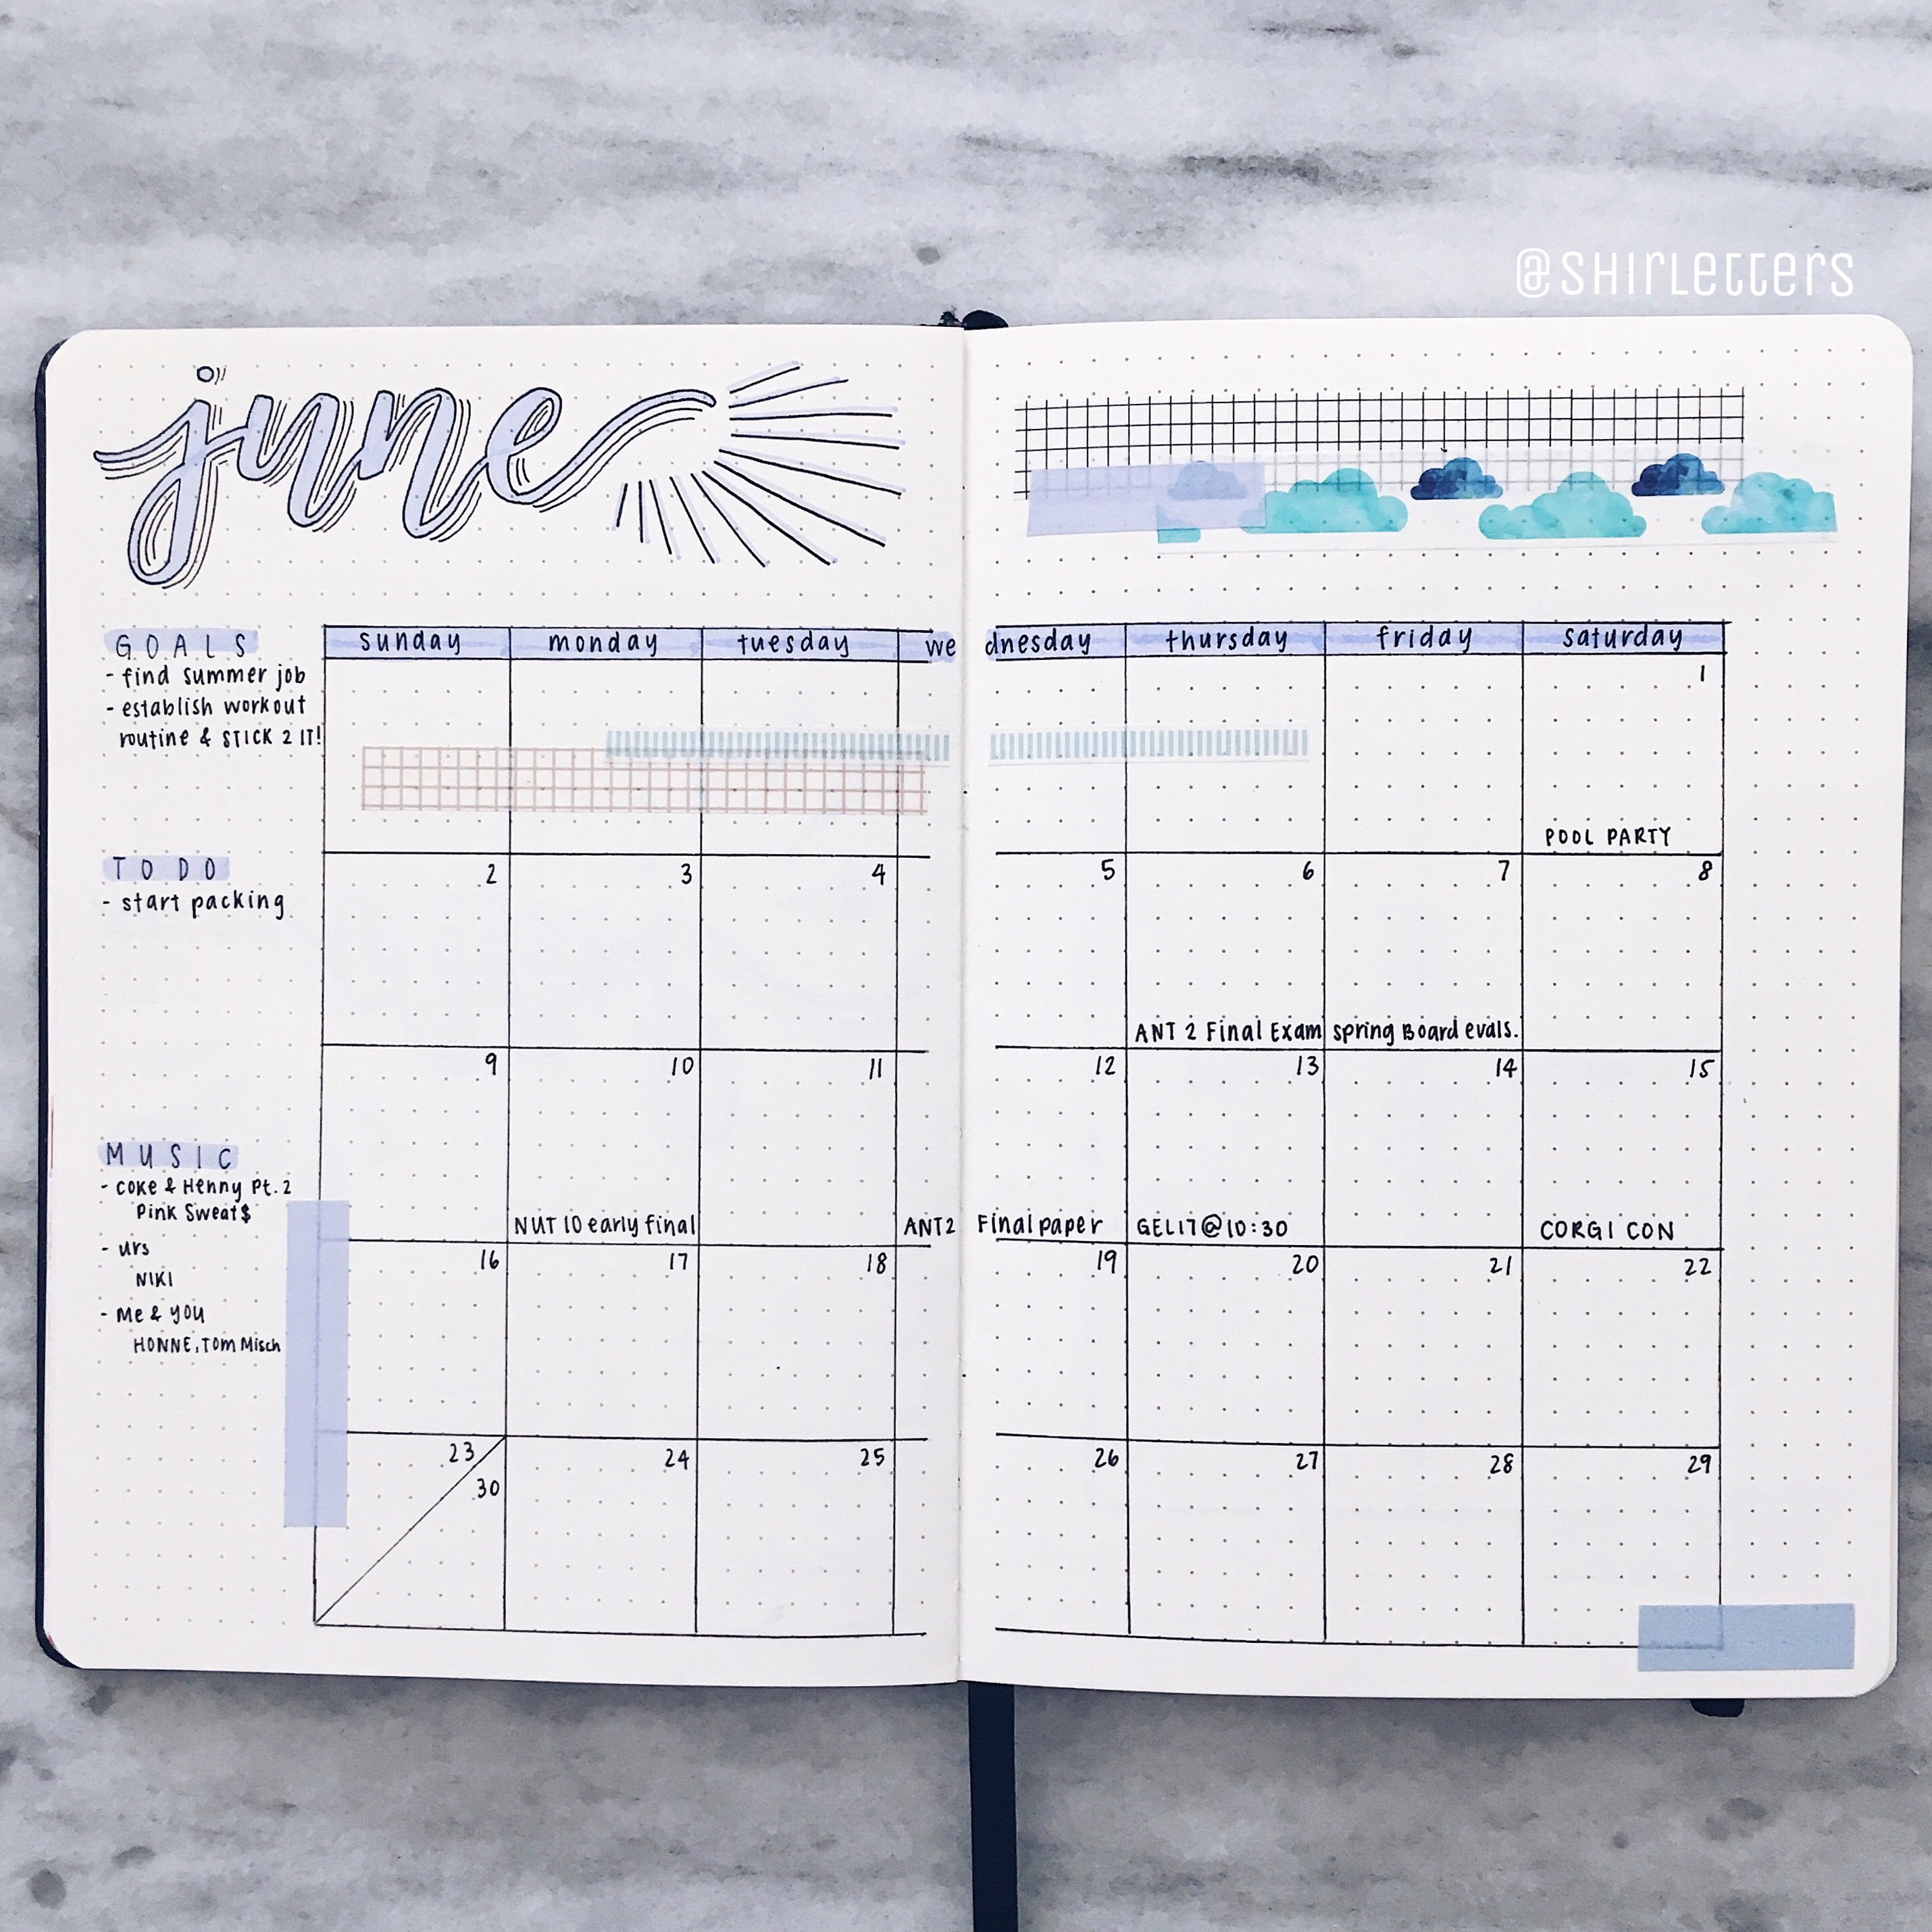 @SHIRLETTERS
june
GOALS
- find summer job
- establish workout
routine & STICK 2 IT!
TO DO
- start packing
MUSIC
- COKE & Henny Pt. 2
Pink Sweat$
- urs
NIKI
- Me & you
HONNE, Tom Misch
sunday monday tuesday wednesday thursday friday saturday
1
POOL PARTY
2 3 4 5 6 7 8
ANT 2 Final Exam spring Board evals.
9 10 11 12 13 14 15
NUT 10 early final ANT2 Final paper GEL17@10:30 CORGI CON
16 17 18 19 20 21 22
23 24 25 26 27 28 29
30